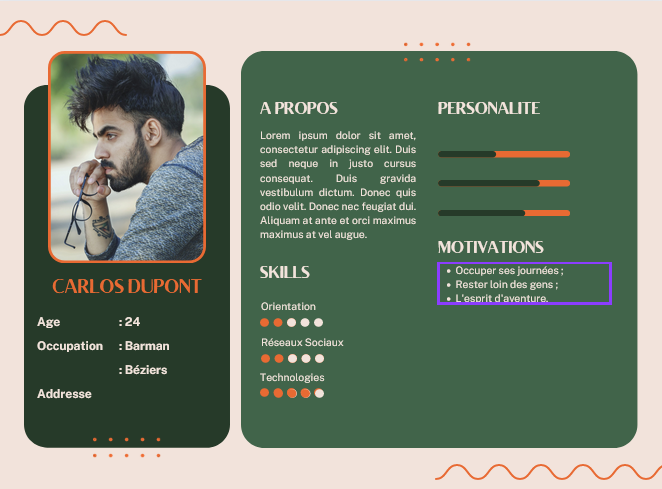 CARLOS DUPONT
Age : 24
Occupation : Barman
: Béziers
Addresse
A PROPOS
Lorem ipsum dolor sit amet,
consectetur adipiscing elit. Duis
sed neque in justo cursus
consequat. Duis gravida
vestibulum dictum. Donec quis
odio velit. Donec nec feugiat dui.
Aliquam at ante et orci maximus
maximus at vel augue.
SKILLS
Orientation
Réseaux Sociaux
Technologies
PERSONALITE
MOTIVATIONS
• Occuper ses journées ;
• Rester loin des gens ;
• L'esprit d'aventure.